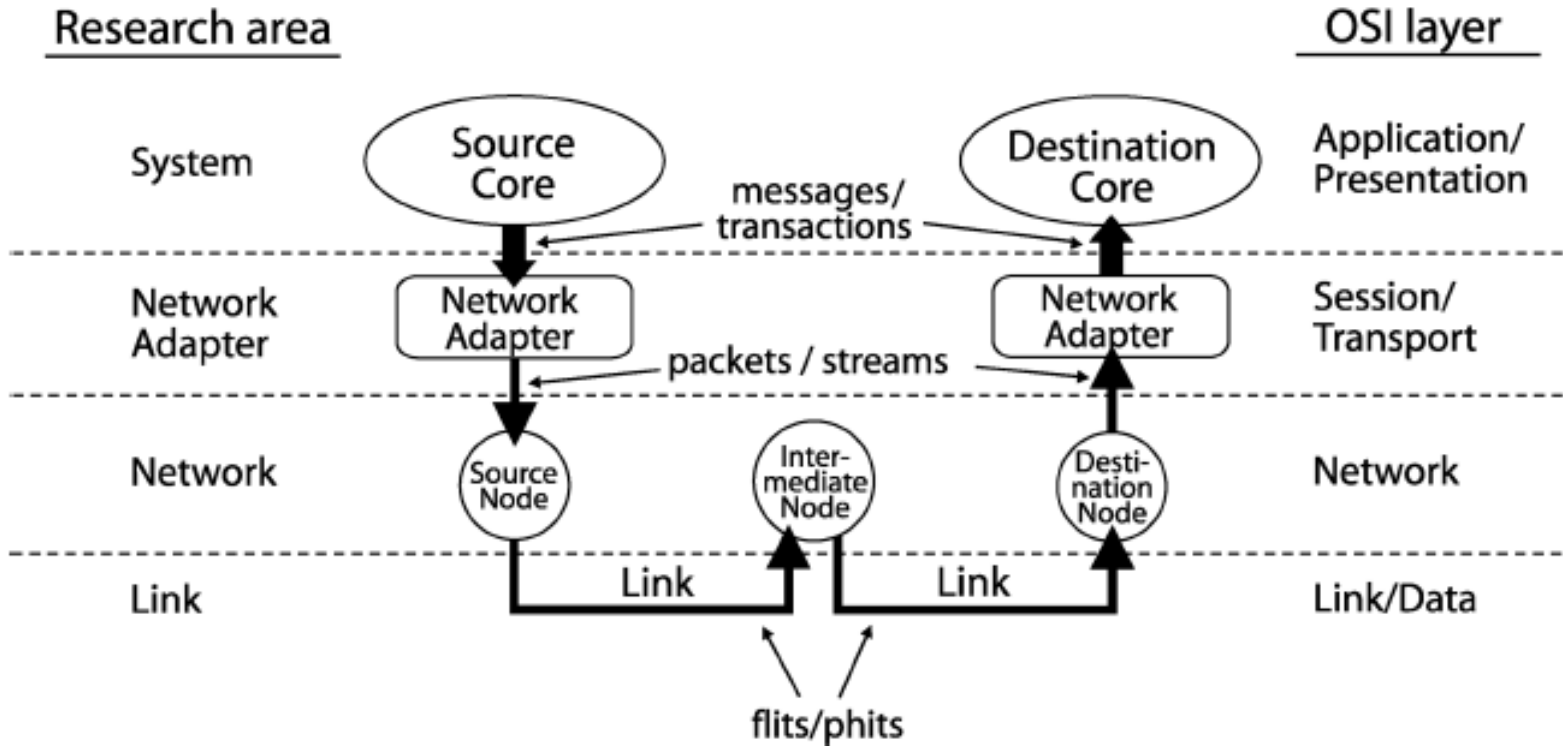 Research area
OSI layer
System
Source
Core
messages/
transactions
Destination
Core
Application/
Presentation
Network
Adapter
Network
Adapter
packets / streams
Network
Adapter
Session/
Transport
Network
Source
Node
Inter-
mediate
Node
Desti-
nation
Node
Network
Link
Link
Link
Link/Data
flits/phits